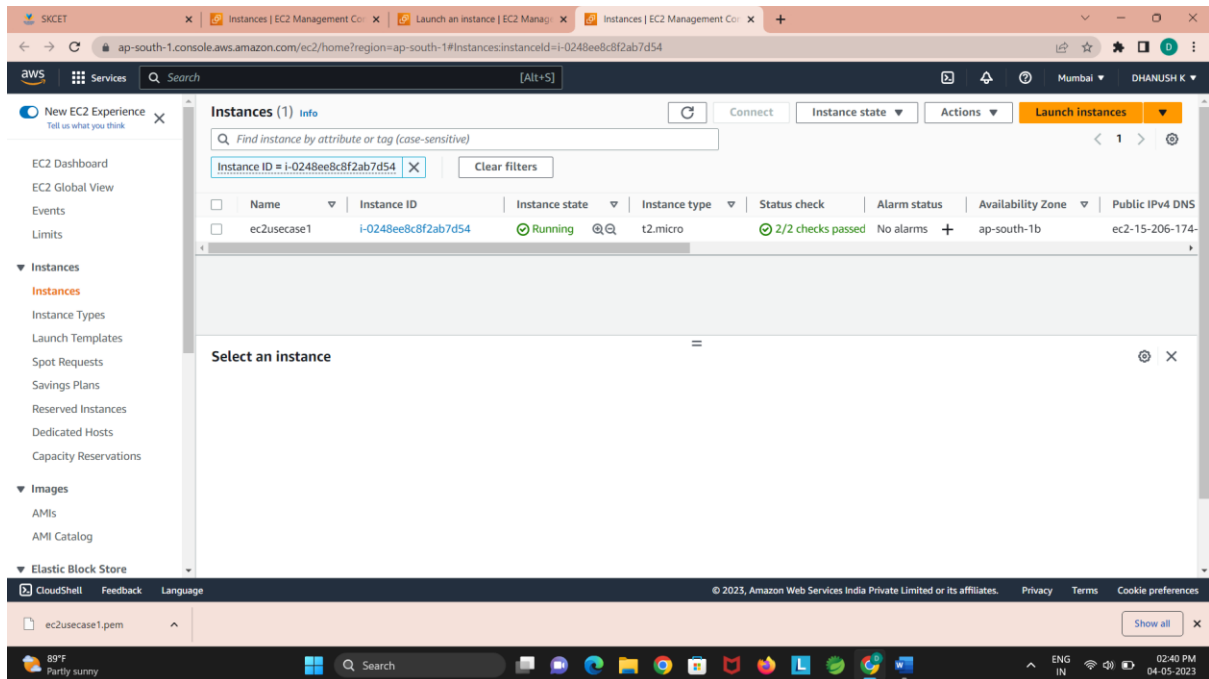 SKCET
Instances | EC2 Management Co
Launch an instance | EC2 Manag
Instances | EC2 Management Co
ap-south-1.console.aws.amazon.com/ec2/home?region=ap-south-1#Instances:instanceId=i-0248ee8c8f2ab7d54
D
aws
Services
Search
[Alt+S]
Mumbai
DHANUSH K
New EC2 Experience
Tell us what you think
EC2 Dashboard
EC2 Global View
Events
Limits
Instances
Instances
Instance Types
Launch Templates
Spot Requests
Savings Plans
Reserved Instances
Dedicated Hosts
Capacity Reservations
Images
AMIs
AMI Catalog
Elastic Block Store
Instances (1) Info
Connect
Instance state
Actions
Launch instances
Find instance by attribute or tag (case-sensitive)
1
Instance ID = i-0248ee8c8f2ab7d54
Clear filters
Name Instance ID Instance state Instance type Status check Alarm status Availability Zone Public IPv4 DNS
ec2usecase1 i-0248ee8c8f2ab7d54 Running t2.micro 2/2 checks passed No alarms + ap-south-1b ec2-15-206-174-
Select an instance
CloudShell Feedback Language
© 2023, Amazon Web Services India Private Limited or its affiliates. Privacy Terms Cookie preferences
ec2usecase1.pem
Show all
89°F
Partly sunny
Search
L
W
ENG
IN
02:40 PM
04-05-2023